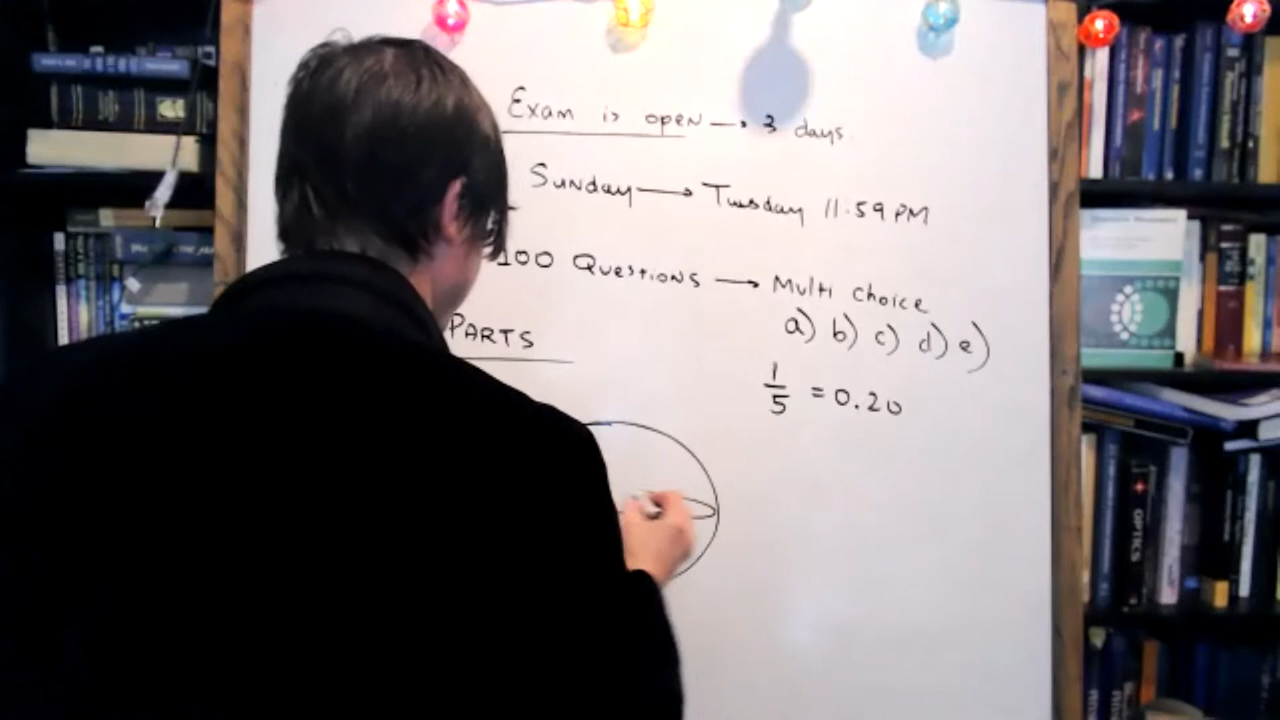 Exam is open → 3 days
Sunday → Tuesday 11:59 PM
100 Questions → Multi choice
a) b) c) d) e)
PARTS
1/5 = 0.20
OPTICS